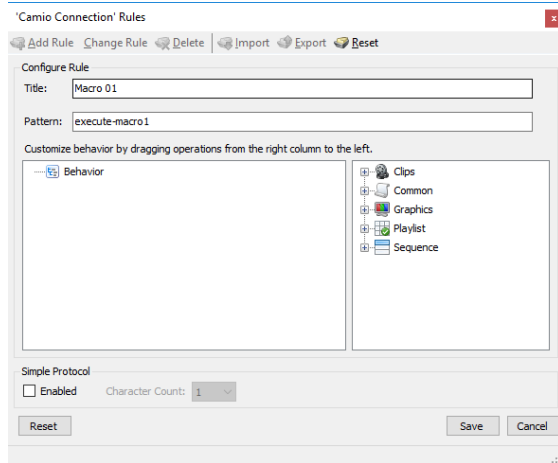 'Camio Connection' Rules
x
Add Rule Change Rule Delete Import Export Reset
Configure Rule
Title: Macro 01
Pattern: execute-macro1
Customize behavior by dragging operations from the right column to the left.
Behavior
Clips
Common
Graphics
Playlist
Sequence
Simple Protocol
Enabled Character Count: 1
Reset Save Cancel